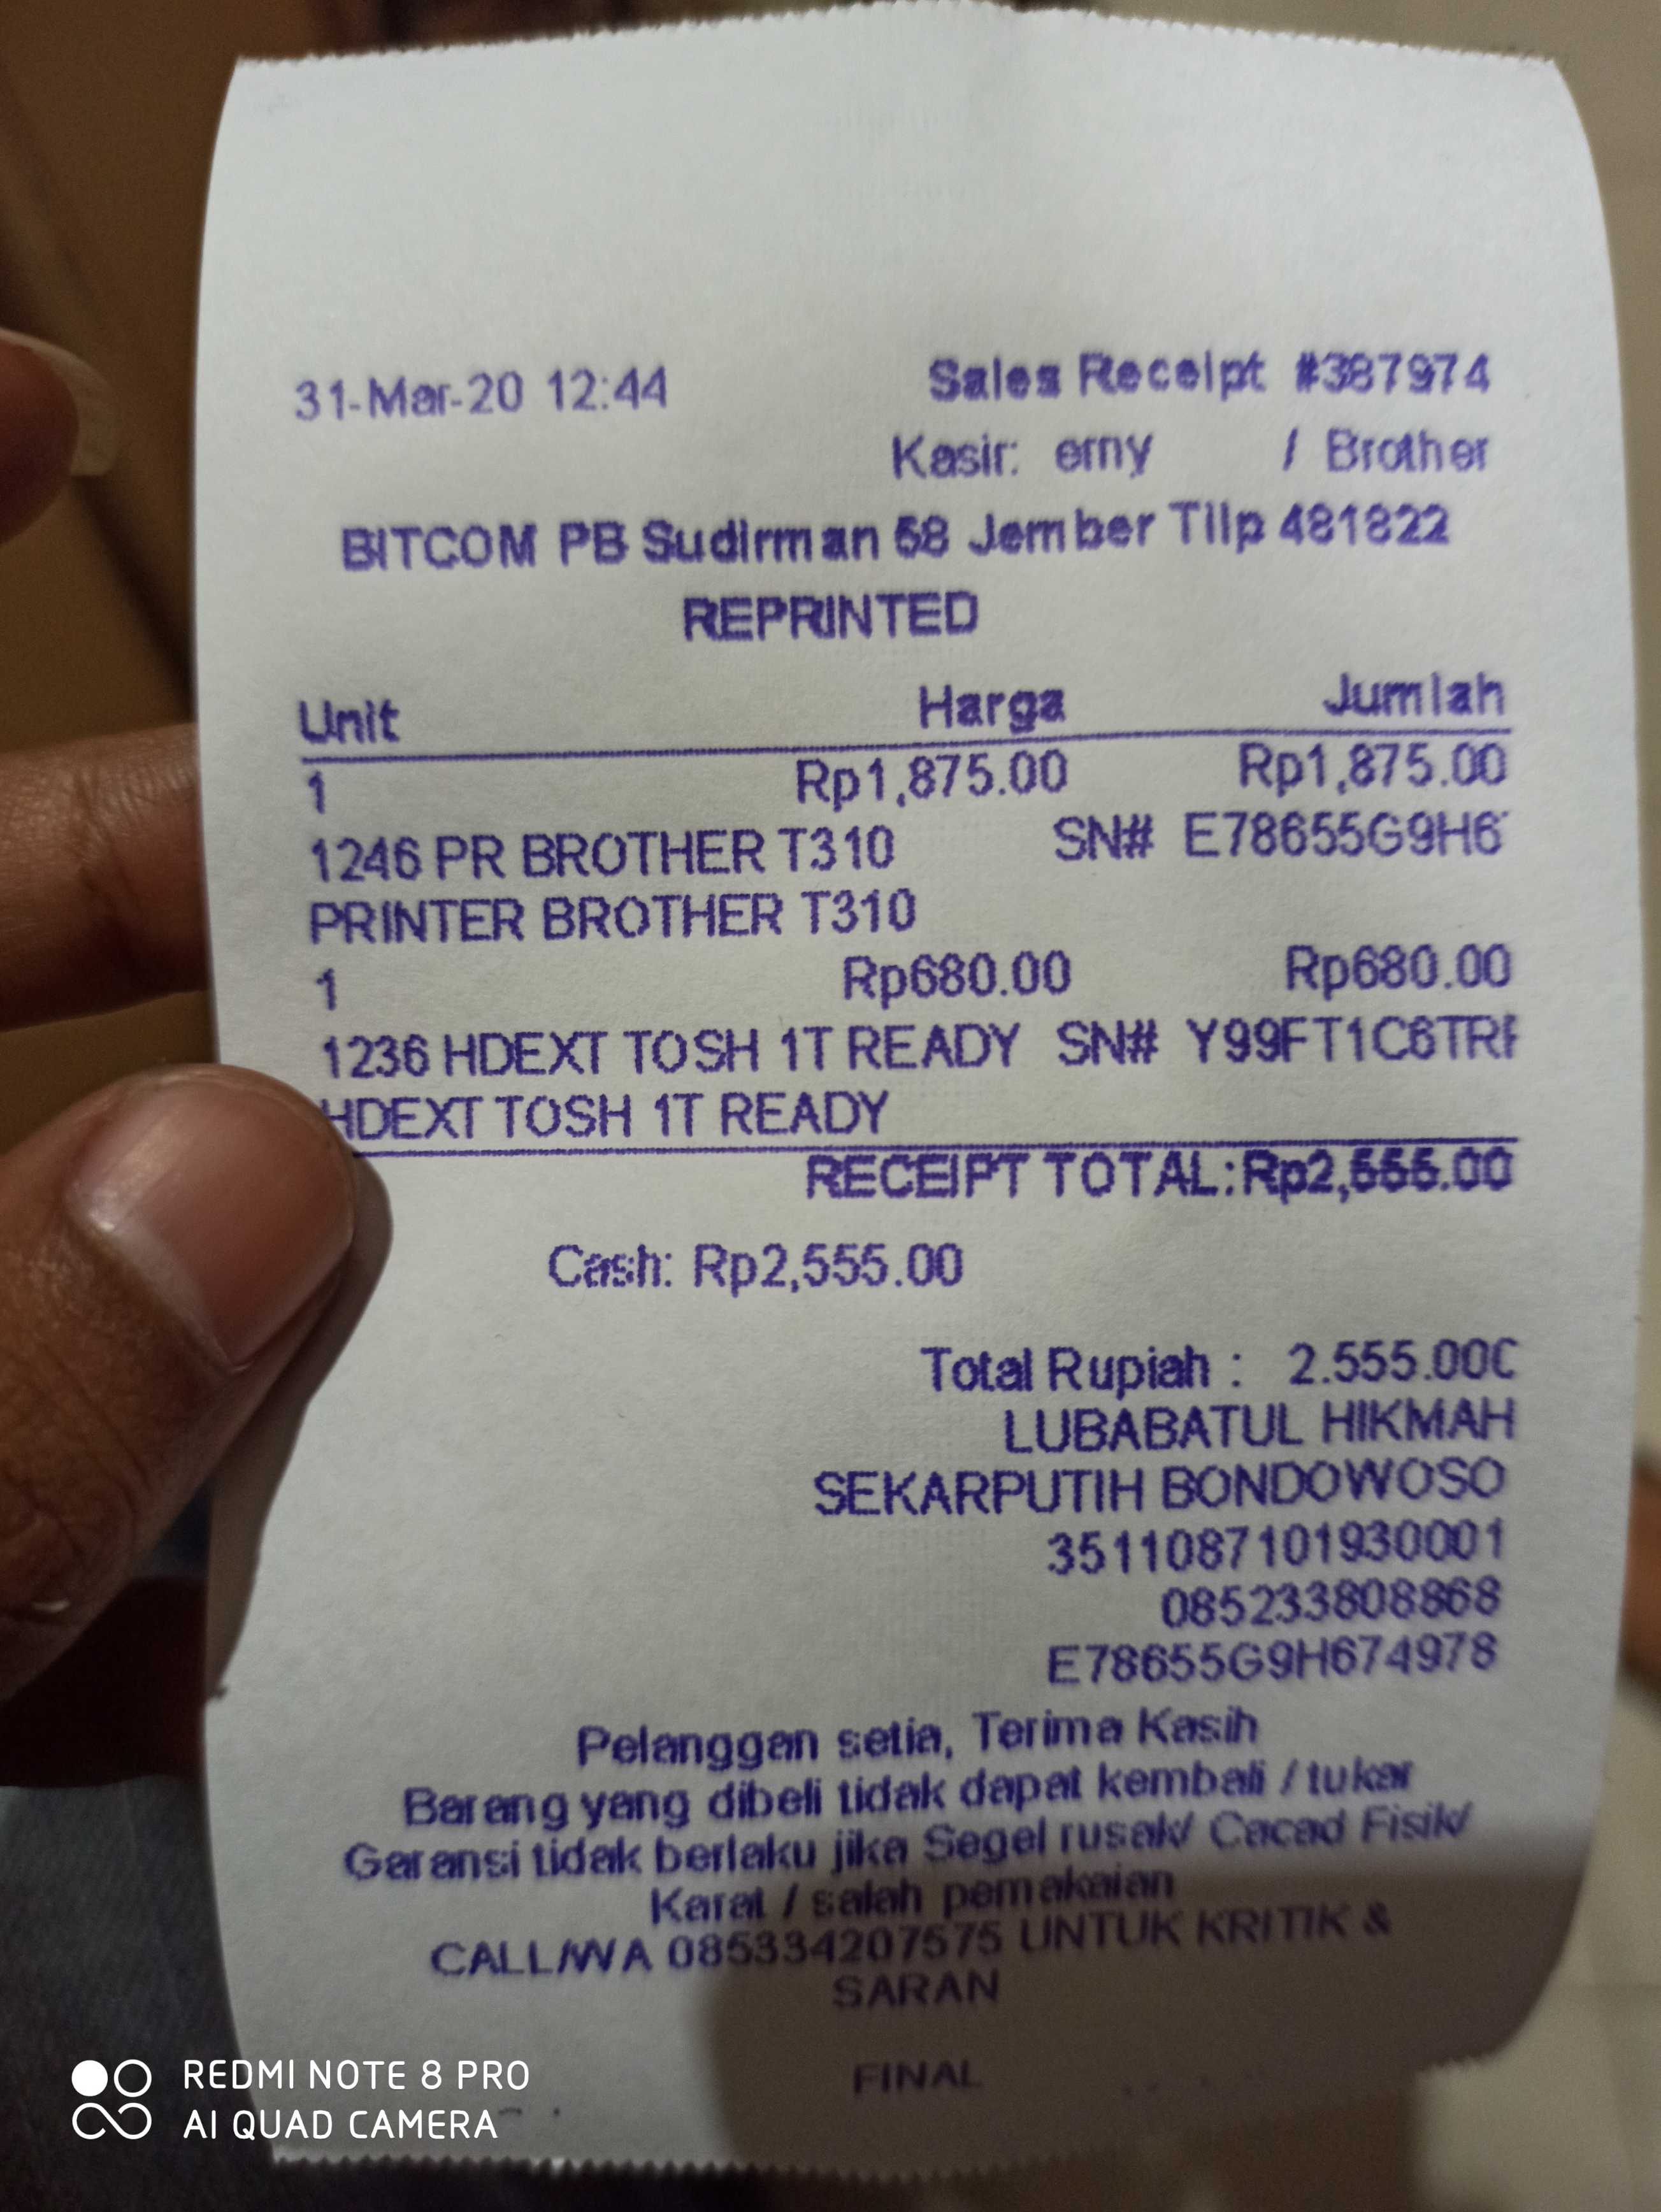 31-Mar-20 12:44 Sales Receipt #387974
Kasir: erny / Brother
BITCOM PB Sudirman 58 Jember Tllp 481822
REPRINTED
Unit Harga Jumlah
1 Rp1,875.00 Rp1,875.00
1246 PR BROTHER T310 SN# E78655G9H6
PRINTER BROTHER T310
1 Rp680.00 Rp680.00
1236 HDEXT TOSH 1T READY SN# Y99FT1C6TR
HDEXT TOSH 1T READY
RECEIPT TOTAL: Rp2,555.00
Cash: Rp2,555.00
Total Rupiah : 2.555.000
LUBABATUL HIKMAH
SEKARPUTIH BONDOWOSO
3511087101930001
085233808868
E78655G9H674978
Pelanggan setia, Terima Kasih
Barang yang dibeli tidak dapat kembali / tukar
Garansi tidak berlaku jika Segel rusak/ Cacad Fisik/
Karat / salah pemakaian
CALL/WA 085334207575 UNTUK KRITIK &
SARAN
FINAL
REDMI NOTE 8 PRO
AI QUAD CAMERA